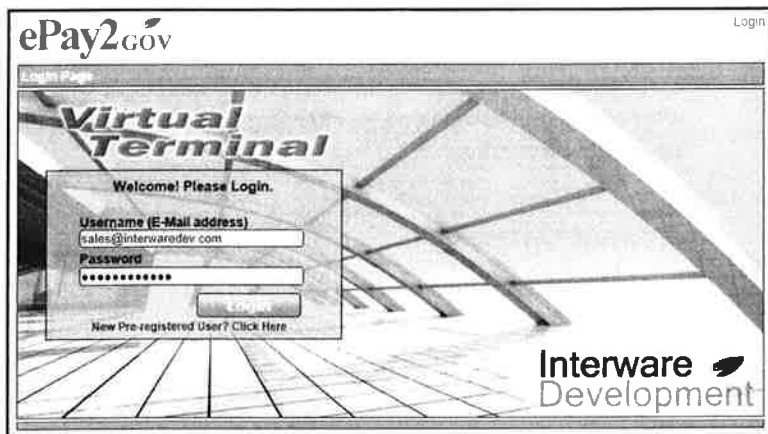 ePay2GOV
Login
Login Page
Virtual
Terminal
Welcome! Please Login.
Username (E-Mail address)
sales@interwaredev.com
Password
••••••••••••
Login
New Pre-registered User? Click Here
Interware
Development